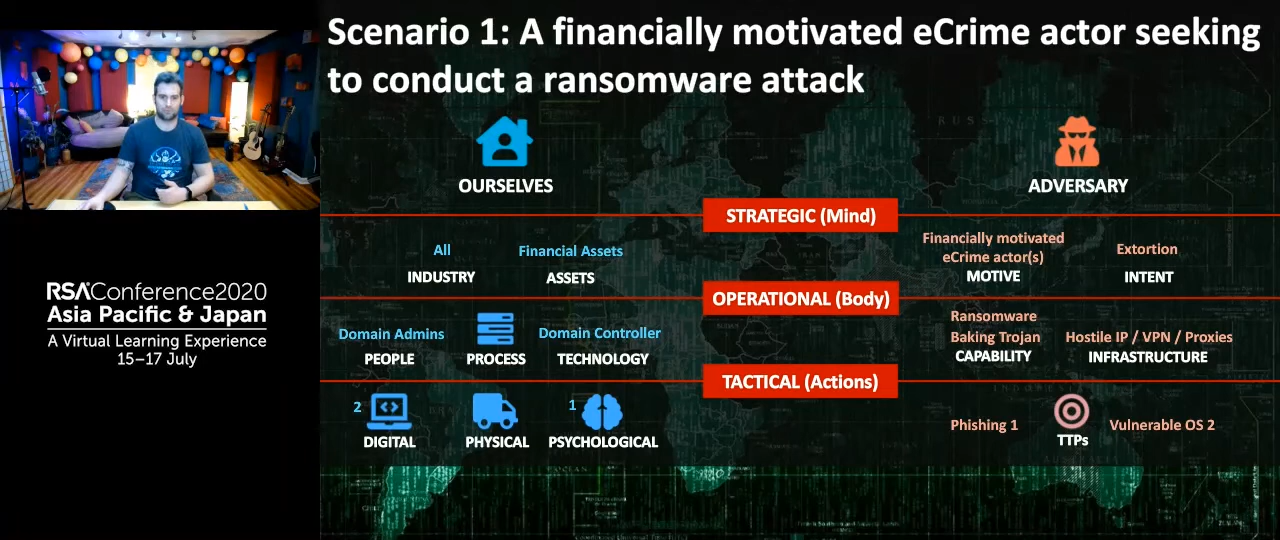 Scenario 1: A financially motivated eCrime actor seeking
to conduct a ransomware attack
OURSELVES
ADVERSARY
STRATEGIC (Mind)
All
INDUSTRY
Financial Assets
ASSETS
Financially motivated
eCrime actor(s)
MOTIVE
Extortion
INTENT
RSAConference2020
Asia Pacific & Japan
A Virtual Learning Experience
15–17 July
OPERATIONAL (Body)
Domain Admins
PEOPLE
PROCESS
Domain Controller
TECHNOLOGY
Ransomware
Baking Trojan
CAPABILITY
Hostile IP / VPN / Proxies
INFRASTRUCTURE
TACTICAL (Actions)
2
DIGITAL
PHYSICAL
1
PSYCHOLOGICAL
Phishing 1
TTPs
Vulnerable OS 2